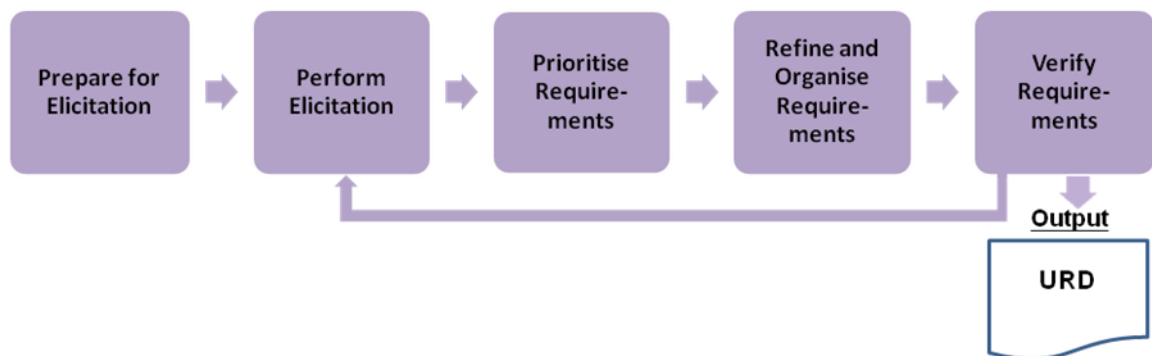 Prepare for
Elicitation
Perform
Elicitation
Prioritise
Require-
ments
Refine and
Organise
Require-
ments
Verify
Require-
ments
Output
URD